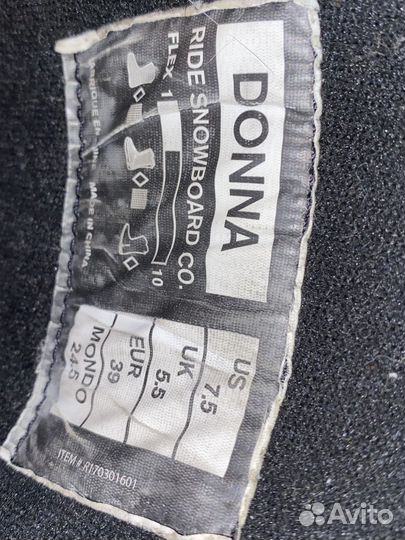 DONNA
RIDE SNOWBOARD CO.
FLEX 1
10
MADE IN CHINA
US
7.5
UK
5.5
EUR
39
MONDO
24.5
ITEM # R170301601
Avito